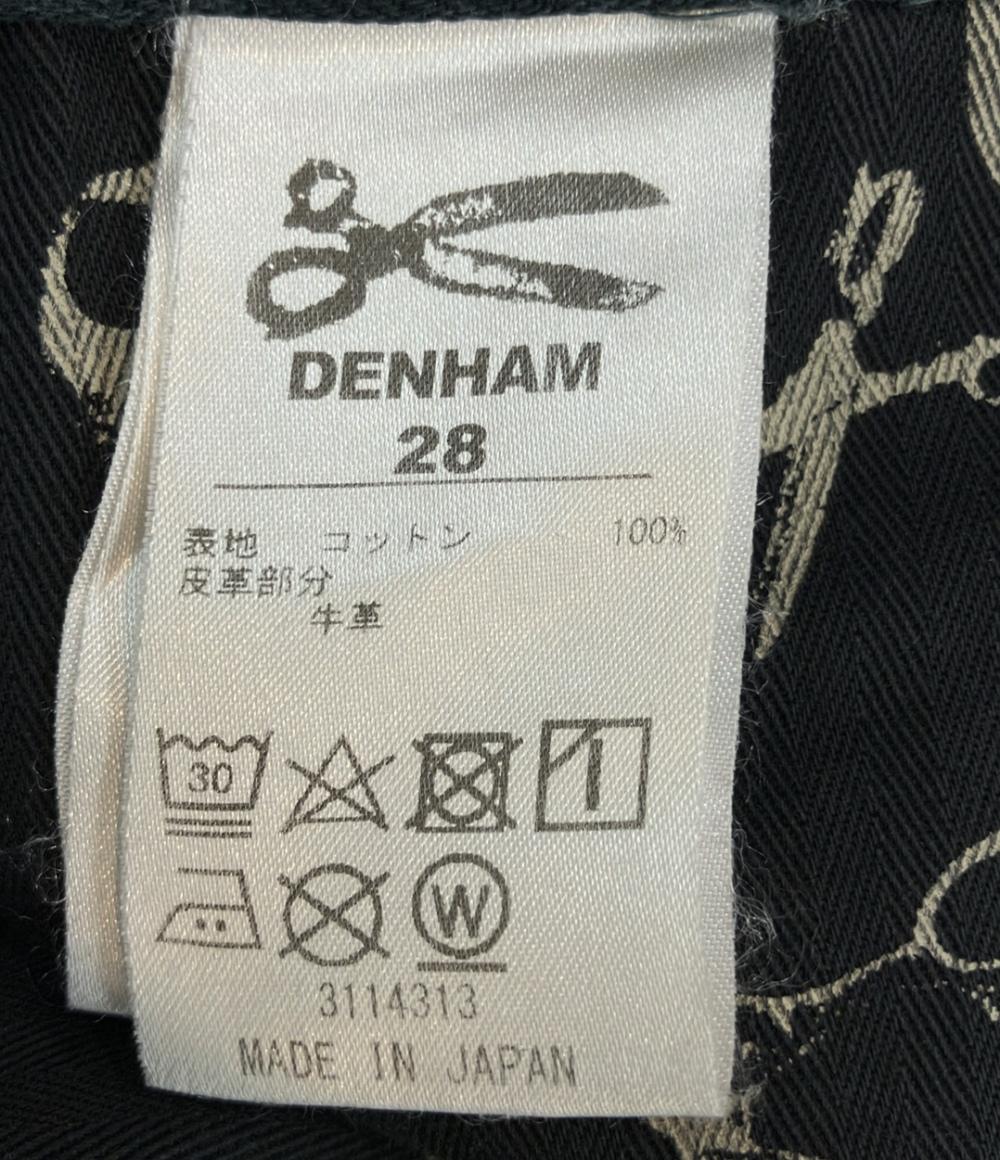 DENHAM
28
表地 コットン 100%
皮革部分
牛革
30
W
3114313
MADE IN JAPAN